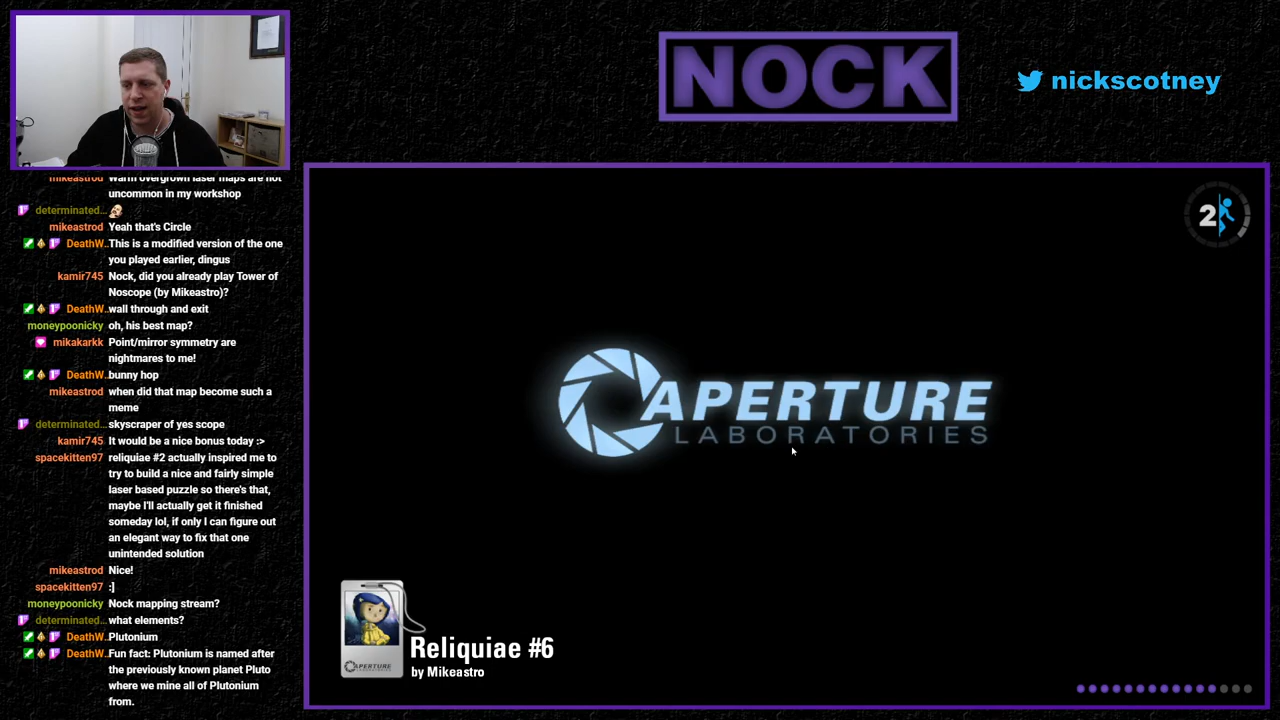 NOCK
nickscotney
mikeastrod warm overgrown laser maps are not
uncommon in my workshop
determinated...
mikeastrod Yeah that's Circle
DeathW... This is a modified version of the one
you played earlier, dingus
kamir745 Nock, did you already play Tower of
Noscope (by Mikeastro)?
DeathW... wall through and exit
moneypoonicky oh, his best map?
mikakarkk Point/mirror symmetry are
nightmares to me!
DeathW... bunny hop
mikeastrod when did that map become such a
meme
determinated... skyscraper of yes scope
kamir745 It would be a nice bonus today :>
spacekitten97 reliquiae #2 actually inspired me to
try to build a nice and fairly simple
laser based puzzle so there's that,
maybe I'll actually get it finished
someday lol, if only I can figure out
an elegant way to fix that one
unintended solution
mikeastrod Nice!
spacekitten97 :]
moneypoonicky Nock mapping stream?
determinated... what elements?
DeathW... Plutonium
DeathW... Fun fact: Plutonium is named after
the previously known planet Pluto
where we mine all of Plutonium
from.
2
APERTURE
LABORATORIES
APERTURE
Reliquiae #6
by Mikeastro